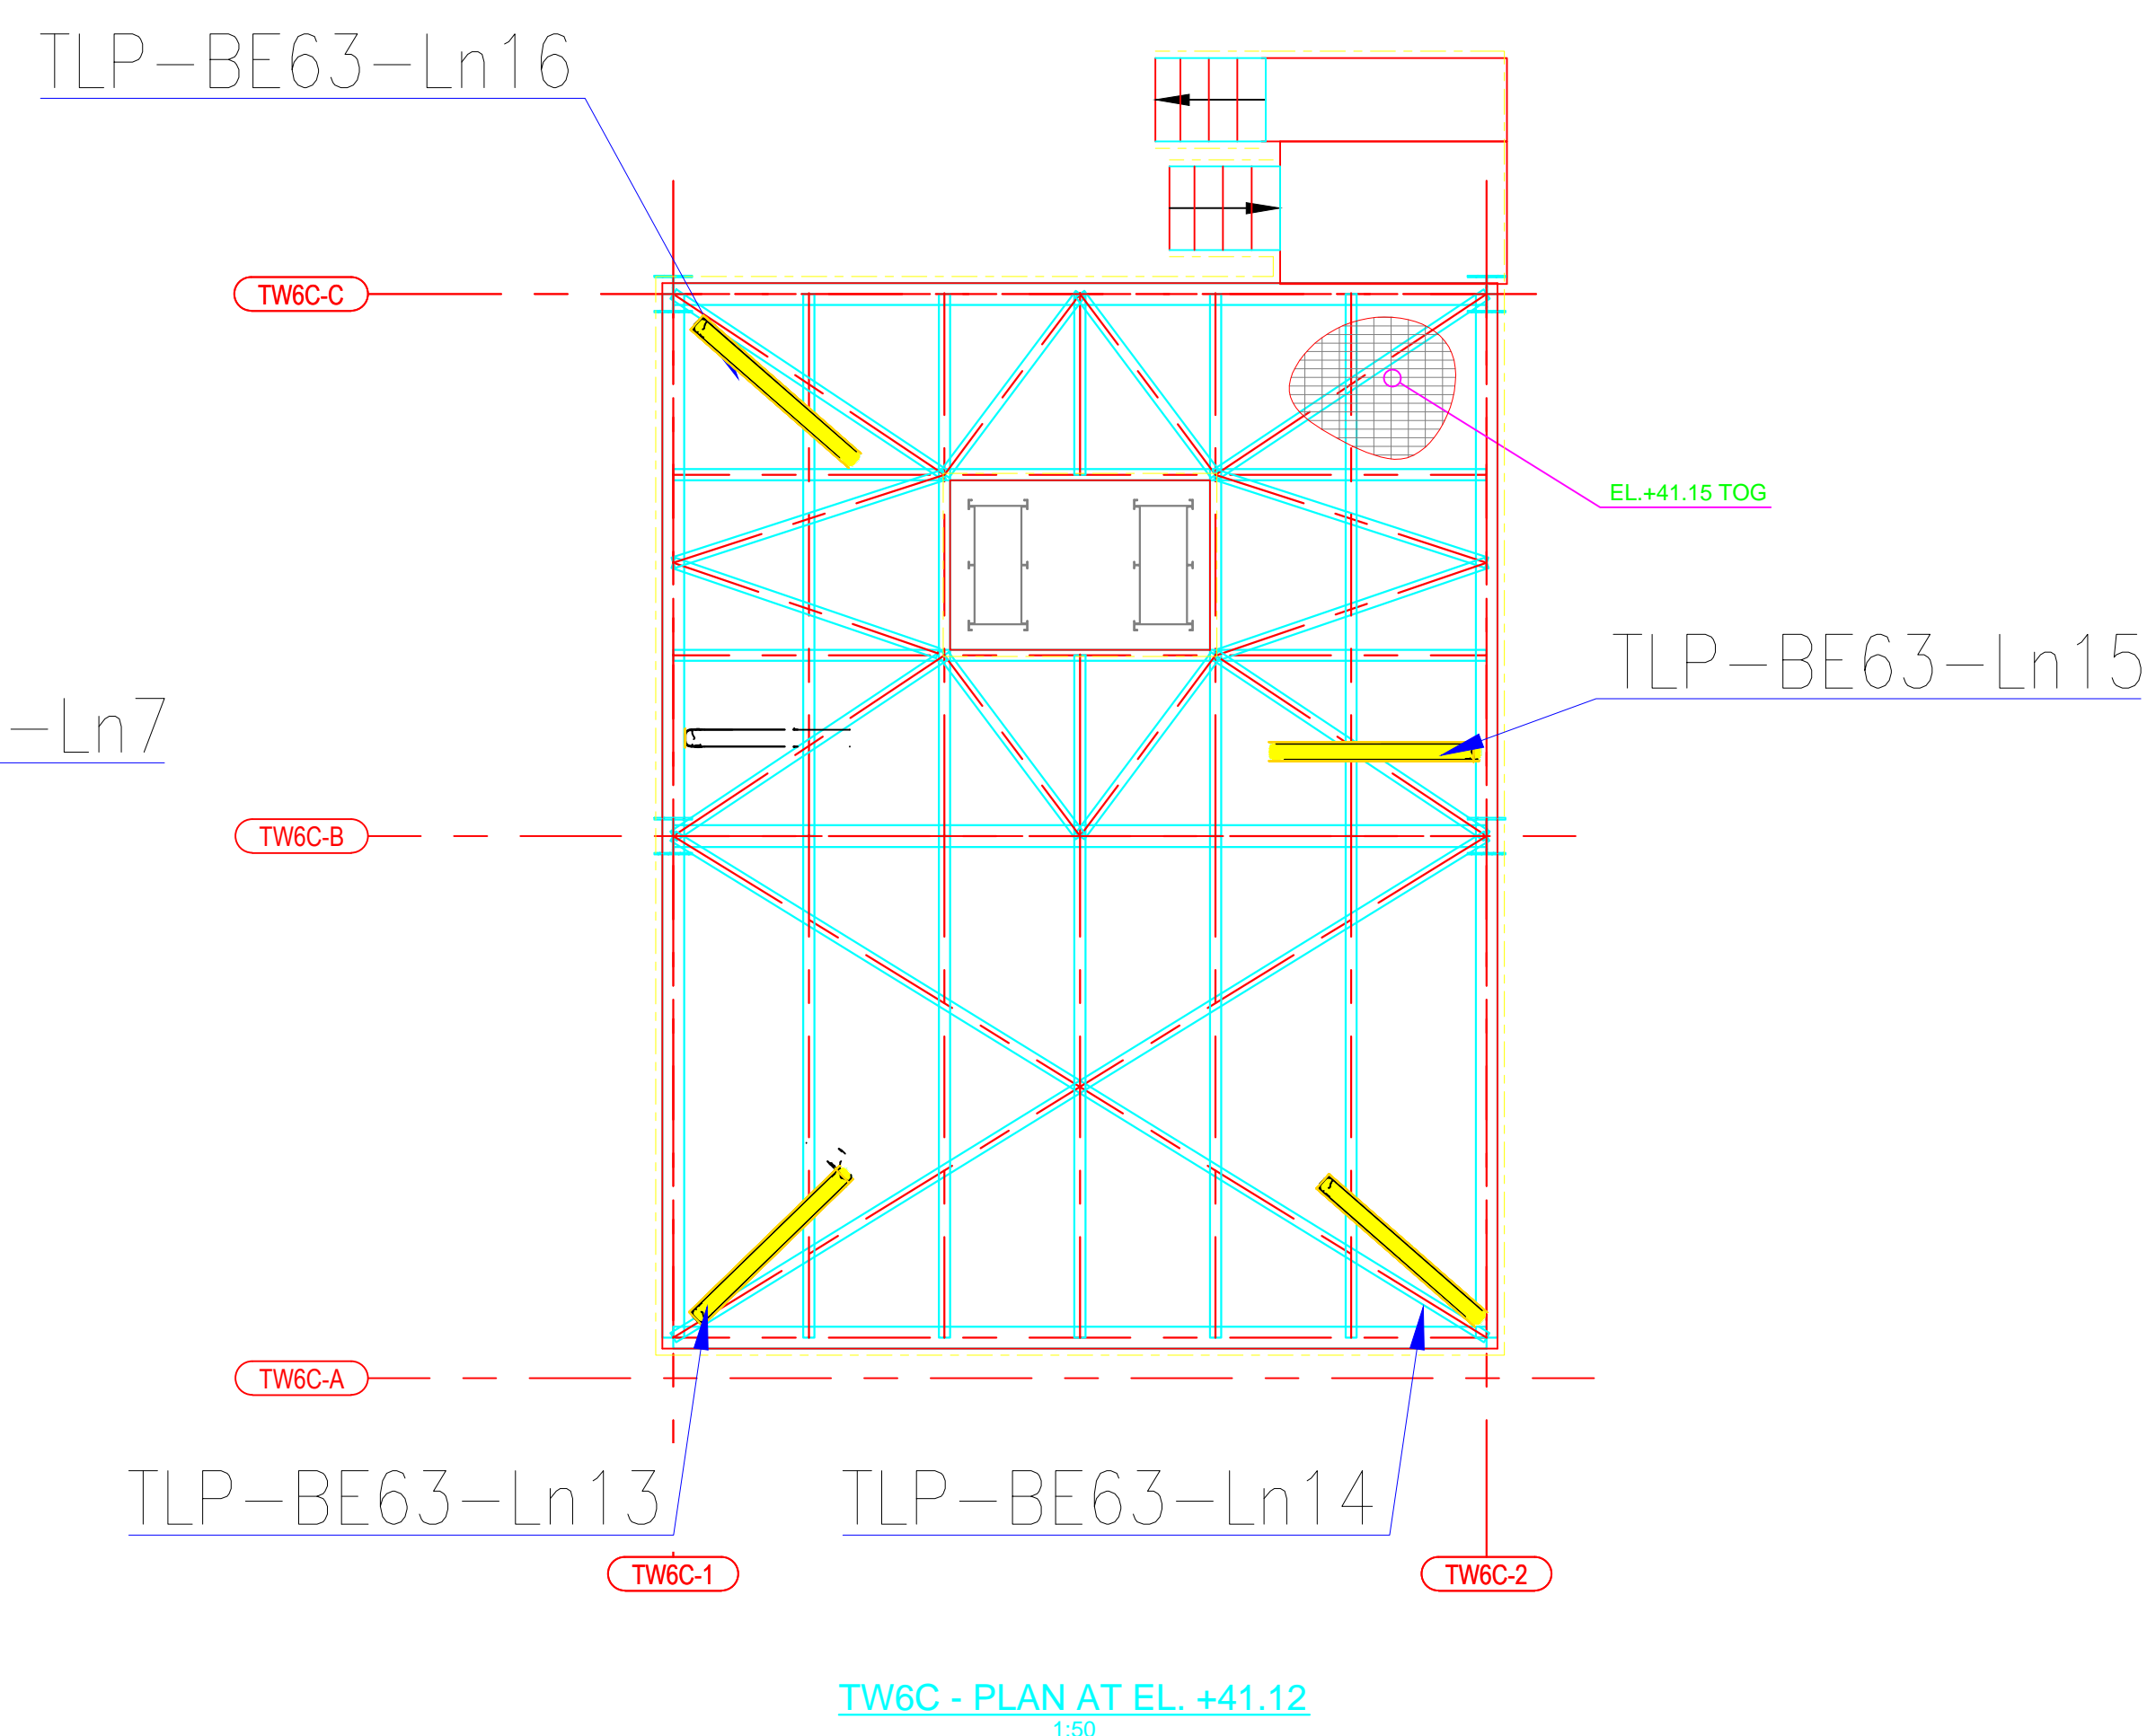 TLP-BE63-Ln16
TW6C-C
EL.+41.15 TOG
TLP-BE63-Ln15
-Ln7
TW6C-B
TW6C-A
TLP-BE63-Ln13
TLP-BE63-Ln14
TW6C-1
TW6C-2
TW6C - PLAN AT EL. +41.12
1:50